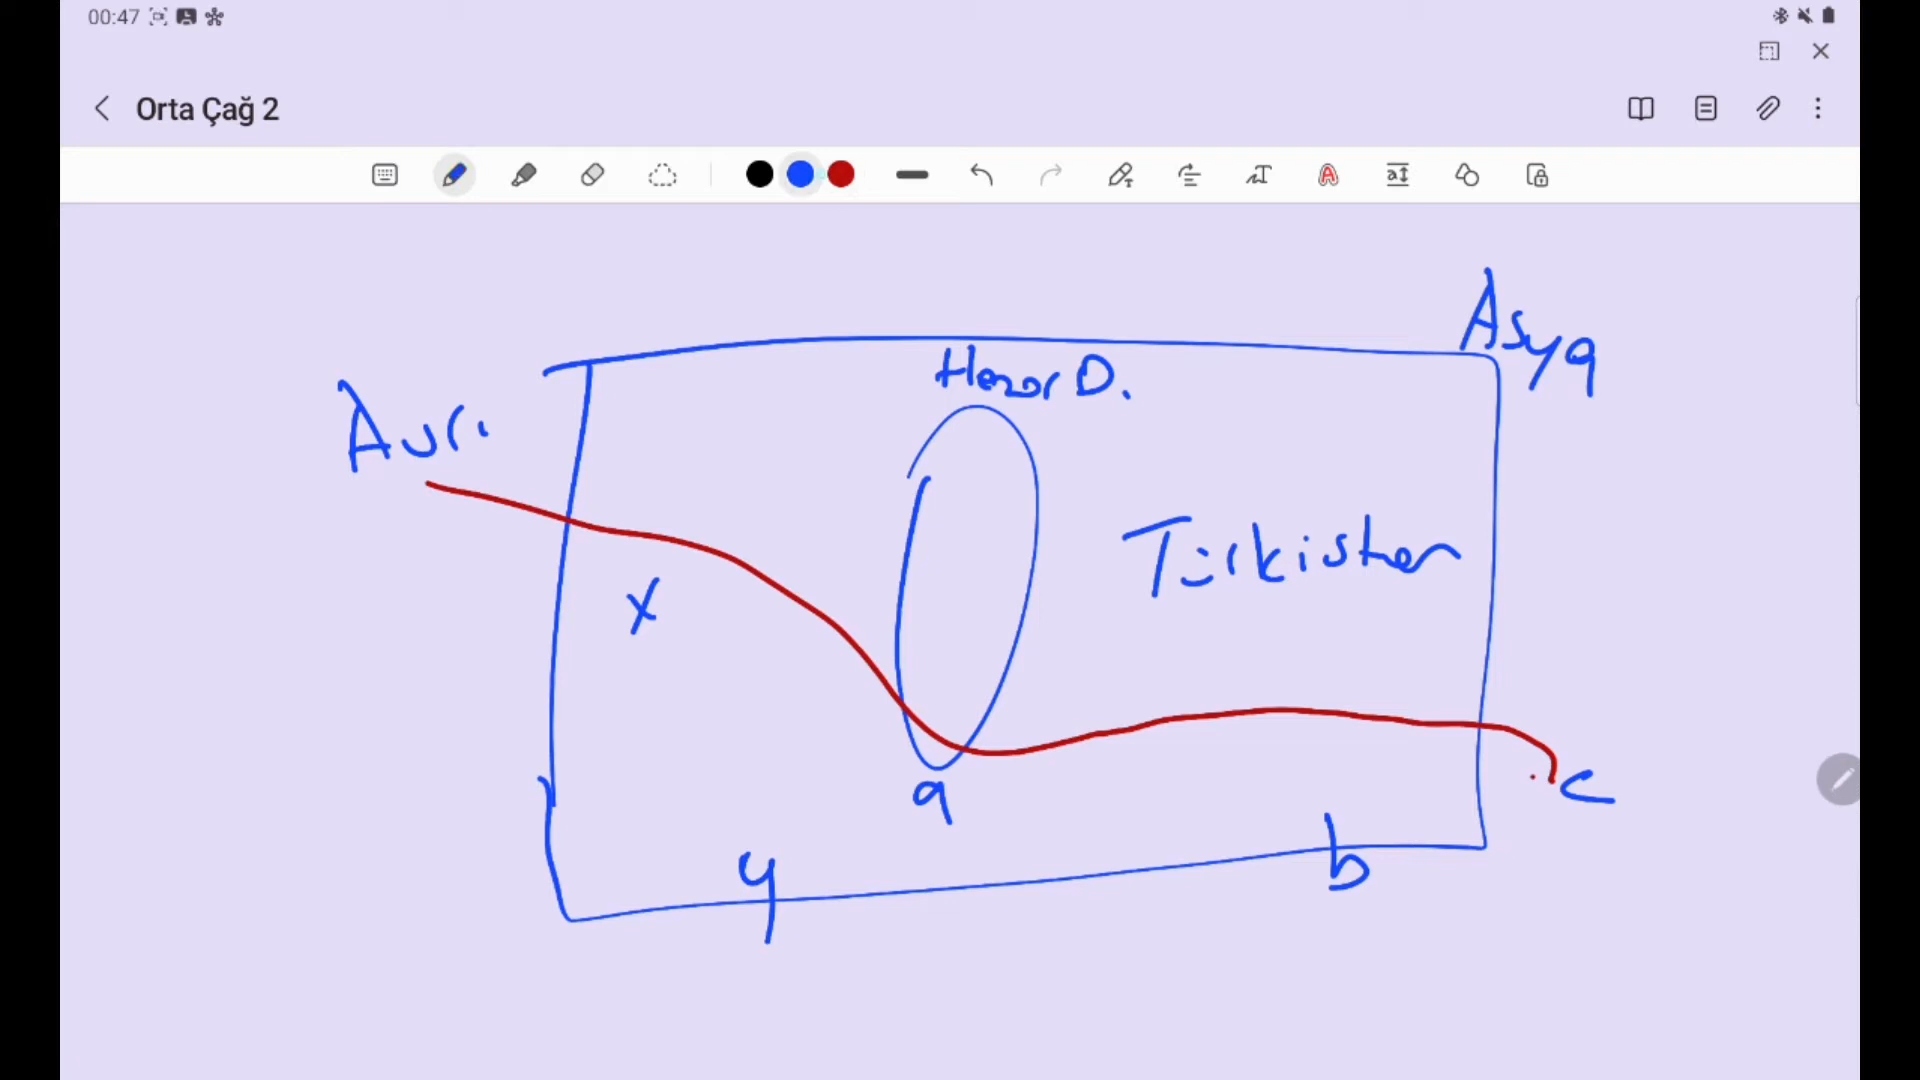 00:47
Orta Çağ 2
Asya
Hazar D.
Avr.
Türkistan
x
a
c
y
b